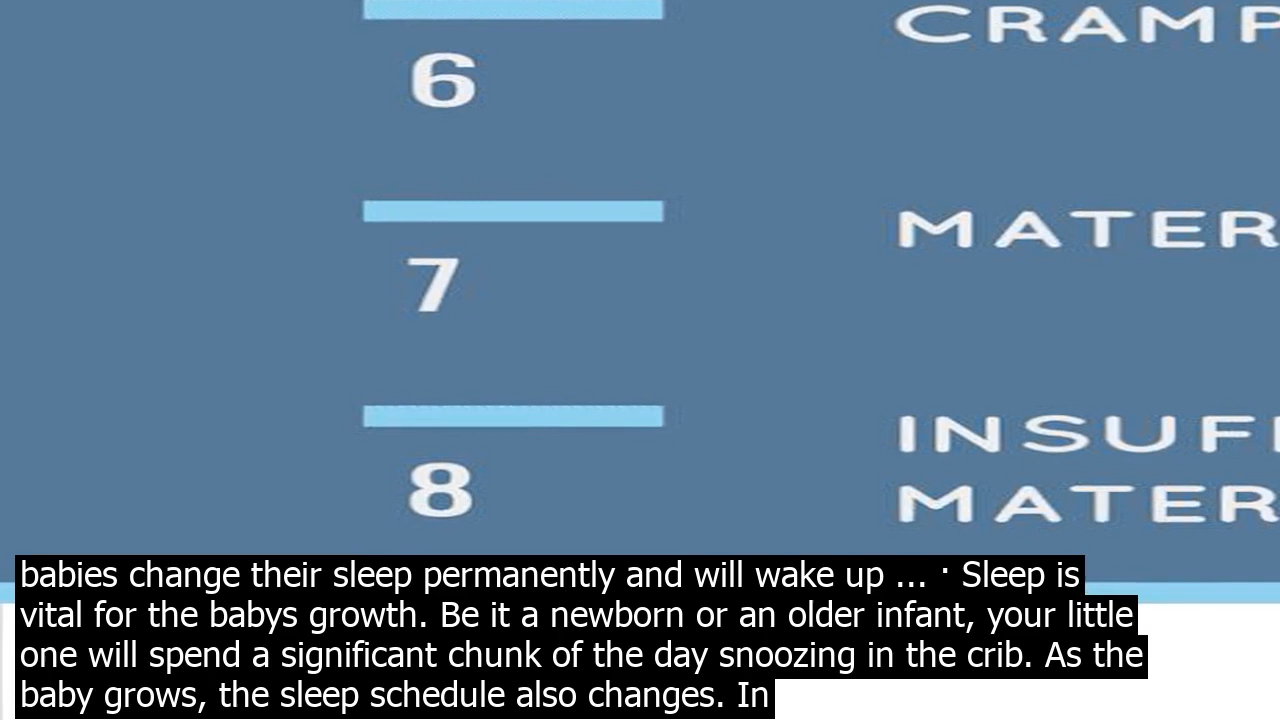 6 CRAMP
7 MATER
8 INSUF
MATER
babies change their sleep permanently and will wake up ... · Sleep is
vital for the babys growth. Be it a newborn or an older infant, your little
one will spend a significant chunk of the day snoozing in the crib. As the
baby grows, the sleep schedule also changes. In